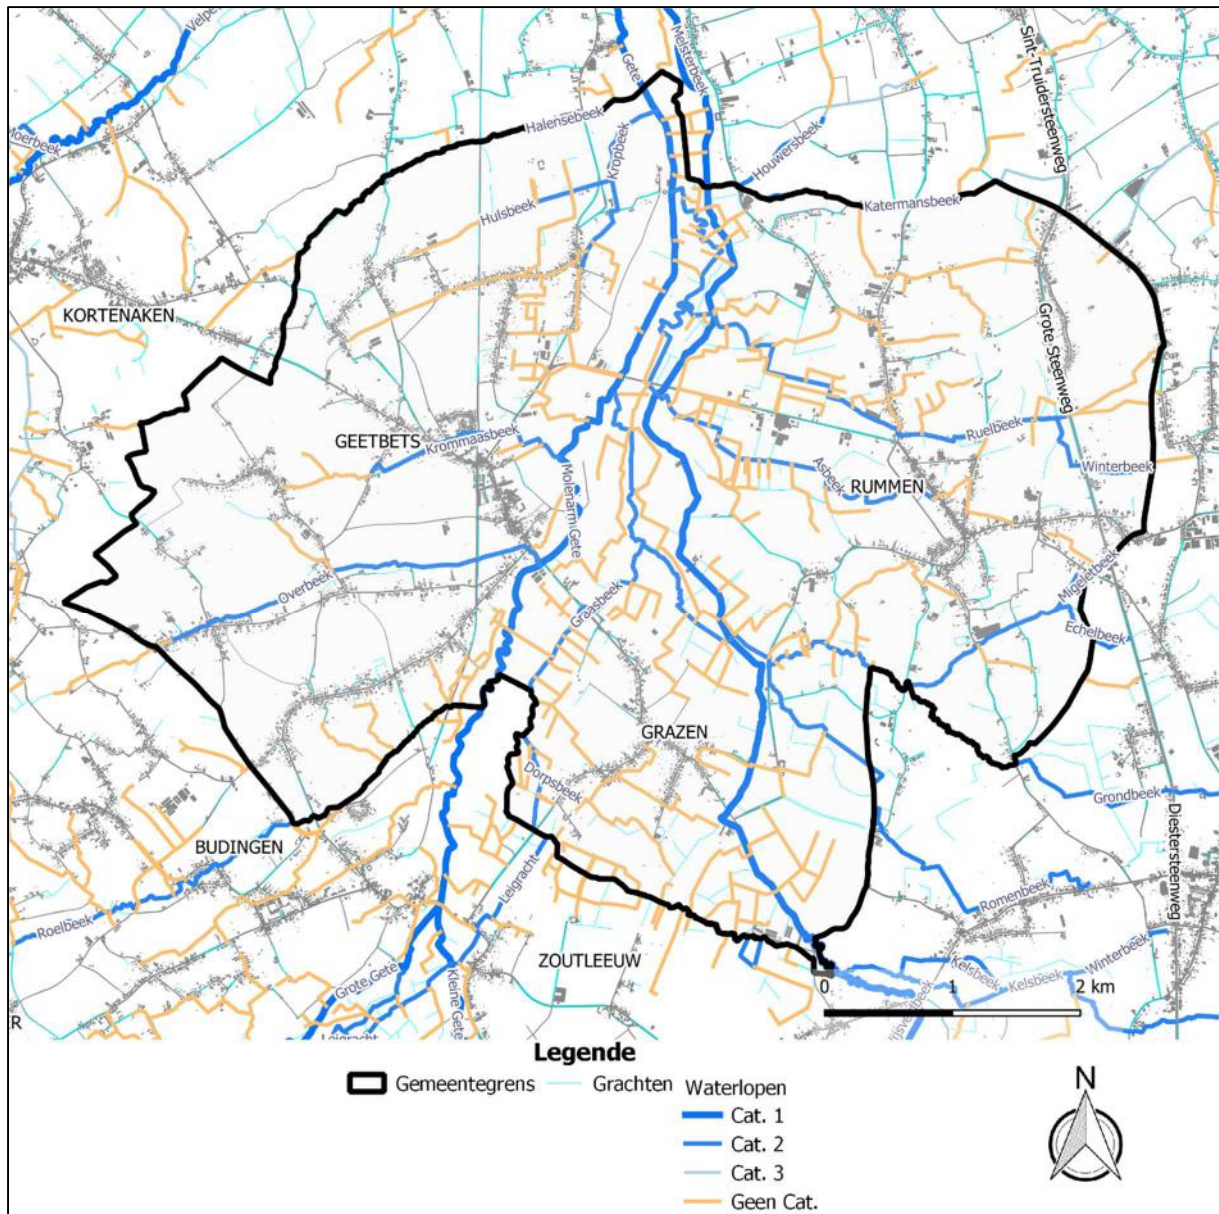 Velpe
Gete
Melsterbeek
Sint-Truidersteenweg
Moerbeek
Halensebeek
Kropbeek
Houwersbeek
Hulsbeek
Katermansbeek
KORTENAKEN
Grote Steenweg
GEETBETS
Krommaasbeek
Ruelbeek
Molenarm Gete
Asbeek
Winterbeek
RUMMEN
Overbeek
Graasbeek
Migelebeek
Echelbeek
GRAZEN
Dorpsbeek
Grondbeek
BUDINGEN
Leigracht
Diestersteenweg
Roelbeek
Romenbeek
ZOUTLEEUW
Grote Gete
Kleine Gete
Kelsbeek
Kelsbeek
Winterbeek
0 1 2 km
R
Leigracht
Legende
Gemeentegrens
Grachten
Waterlopen
Cat. 1
Cat. 2
Cat. 3
Geen Cat.
N